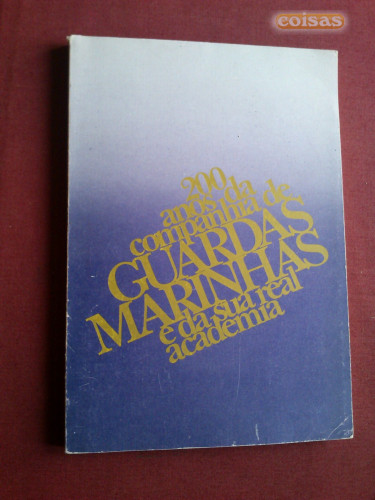 coisas
200
anos da
companhia de
GUARDAS
MARINHAS
e da sua real
academia